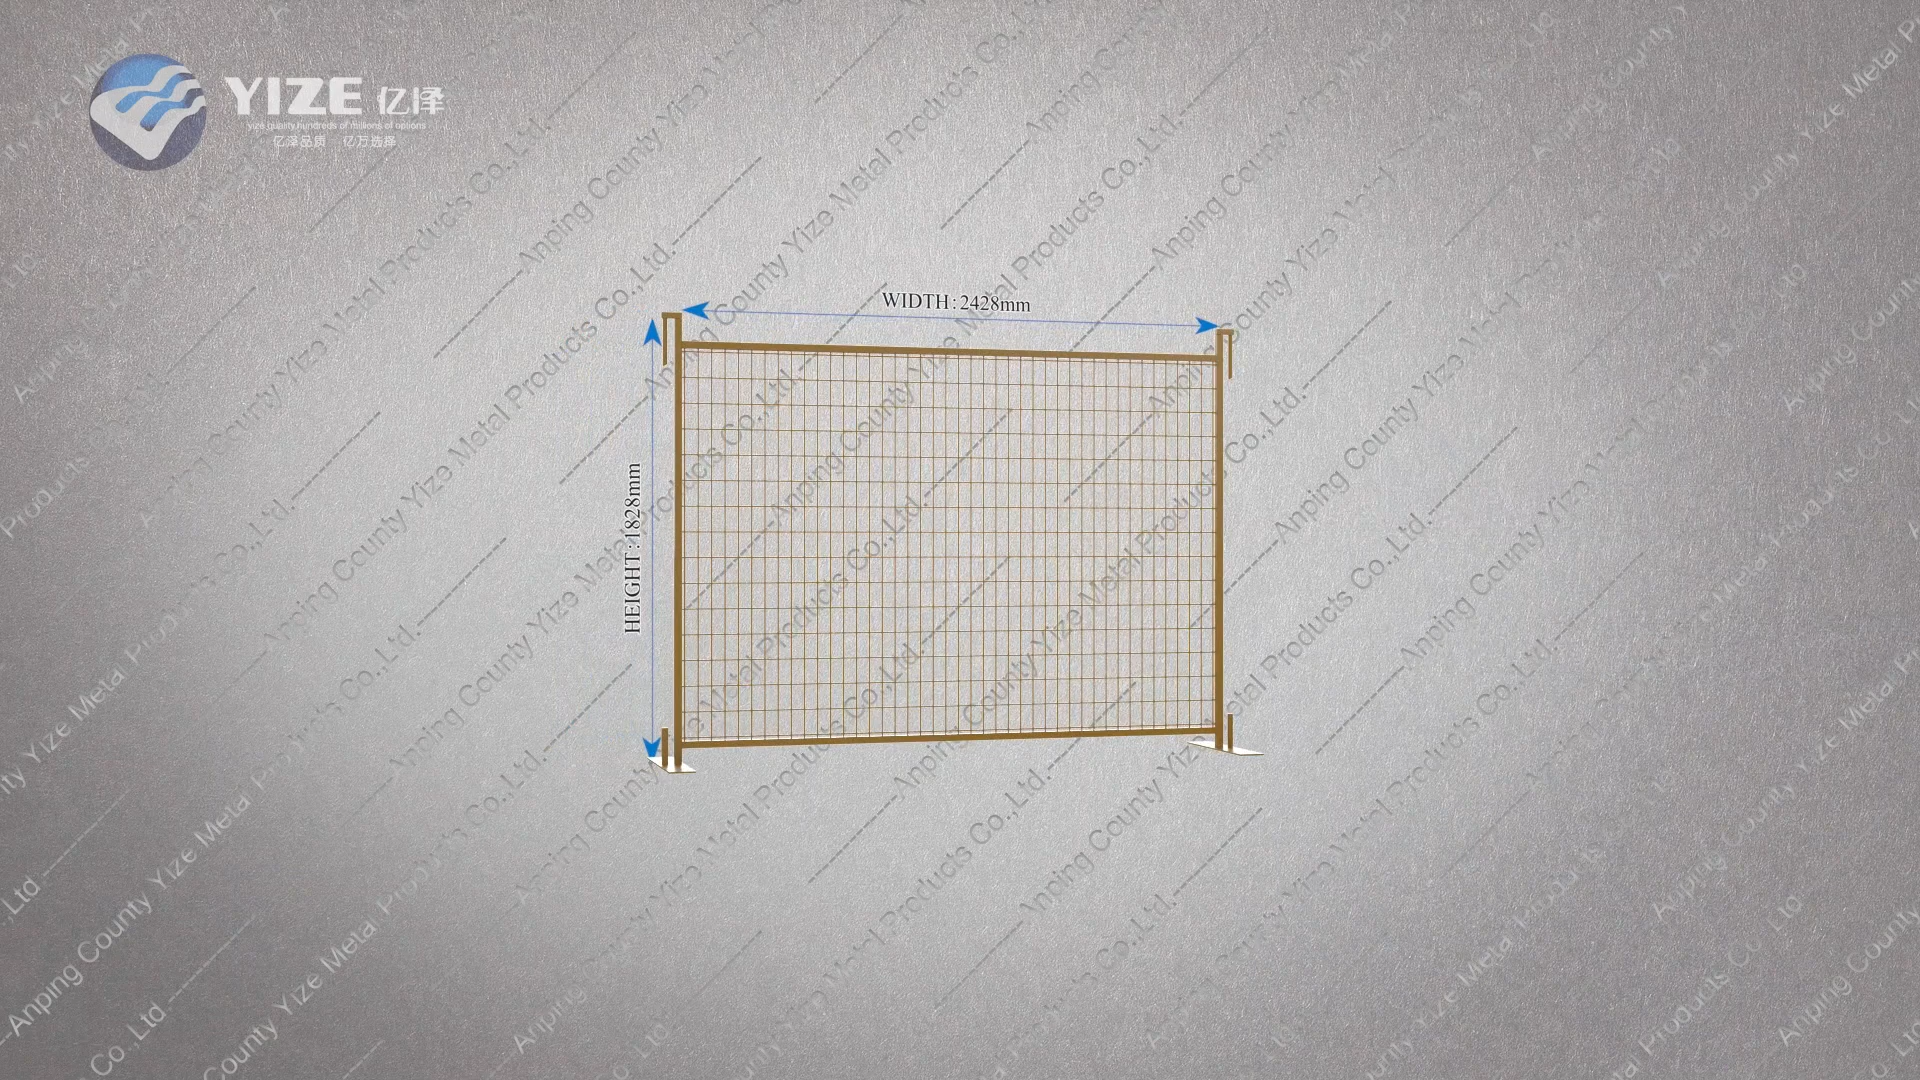 YIZE 亿泽
yize quality,hundreds of millions of options
亿泽品质 亿万选择
WIDTH:2428mm
HEIGHT:1828mm
Anping County Yize Metal Products Co.,Ltd.